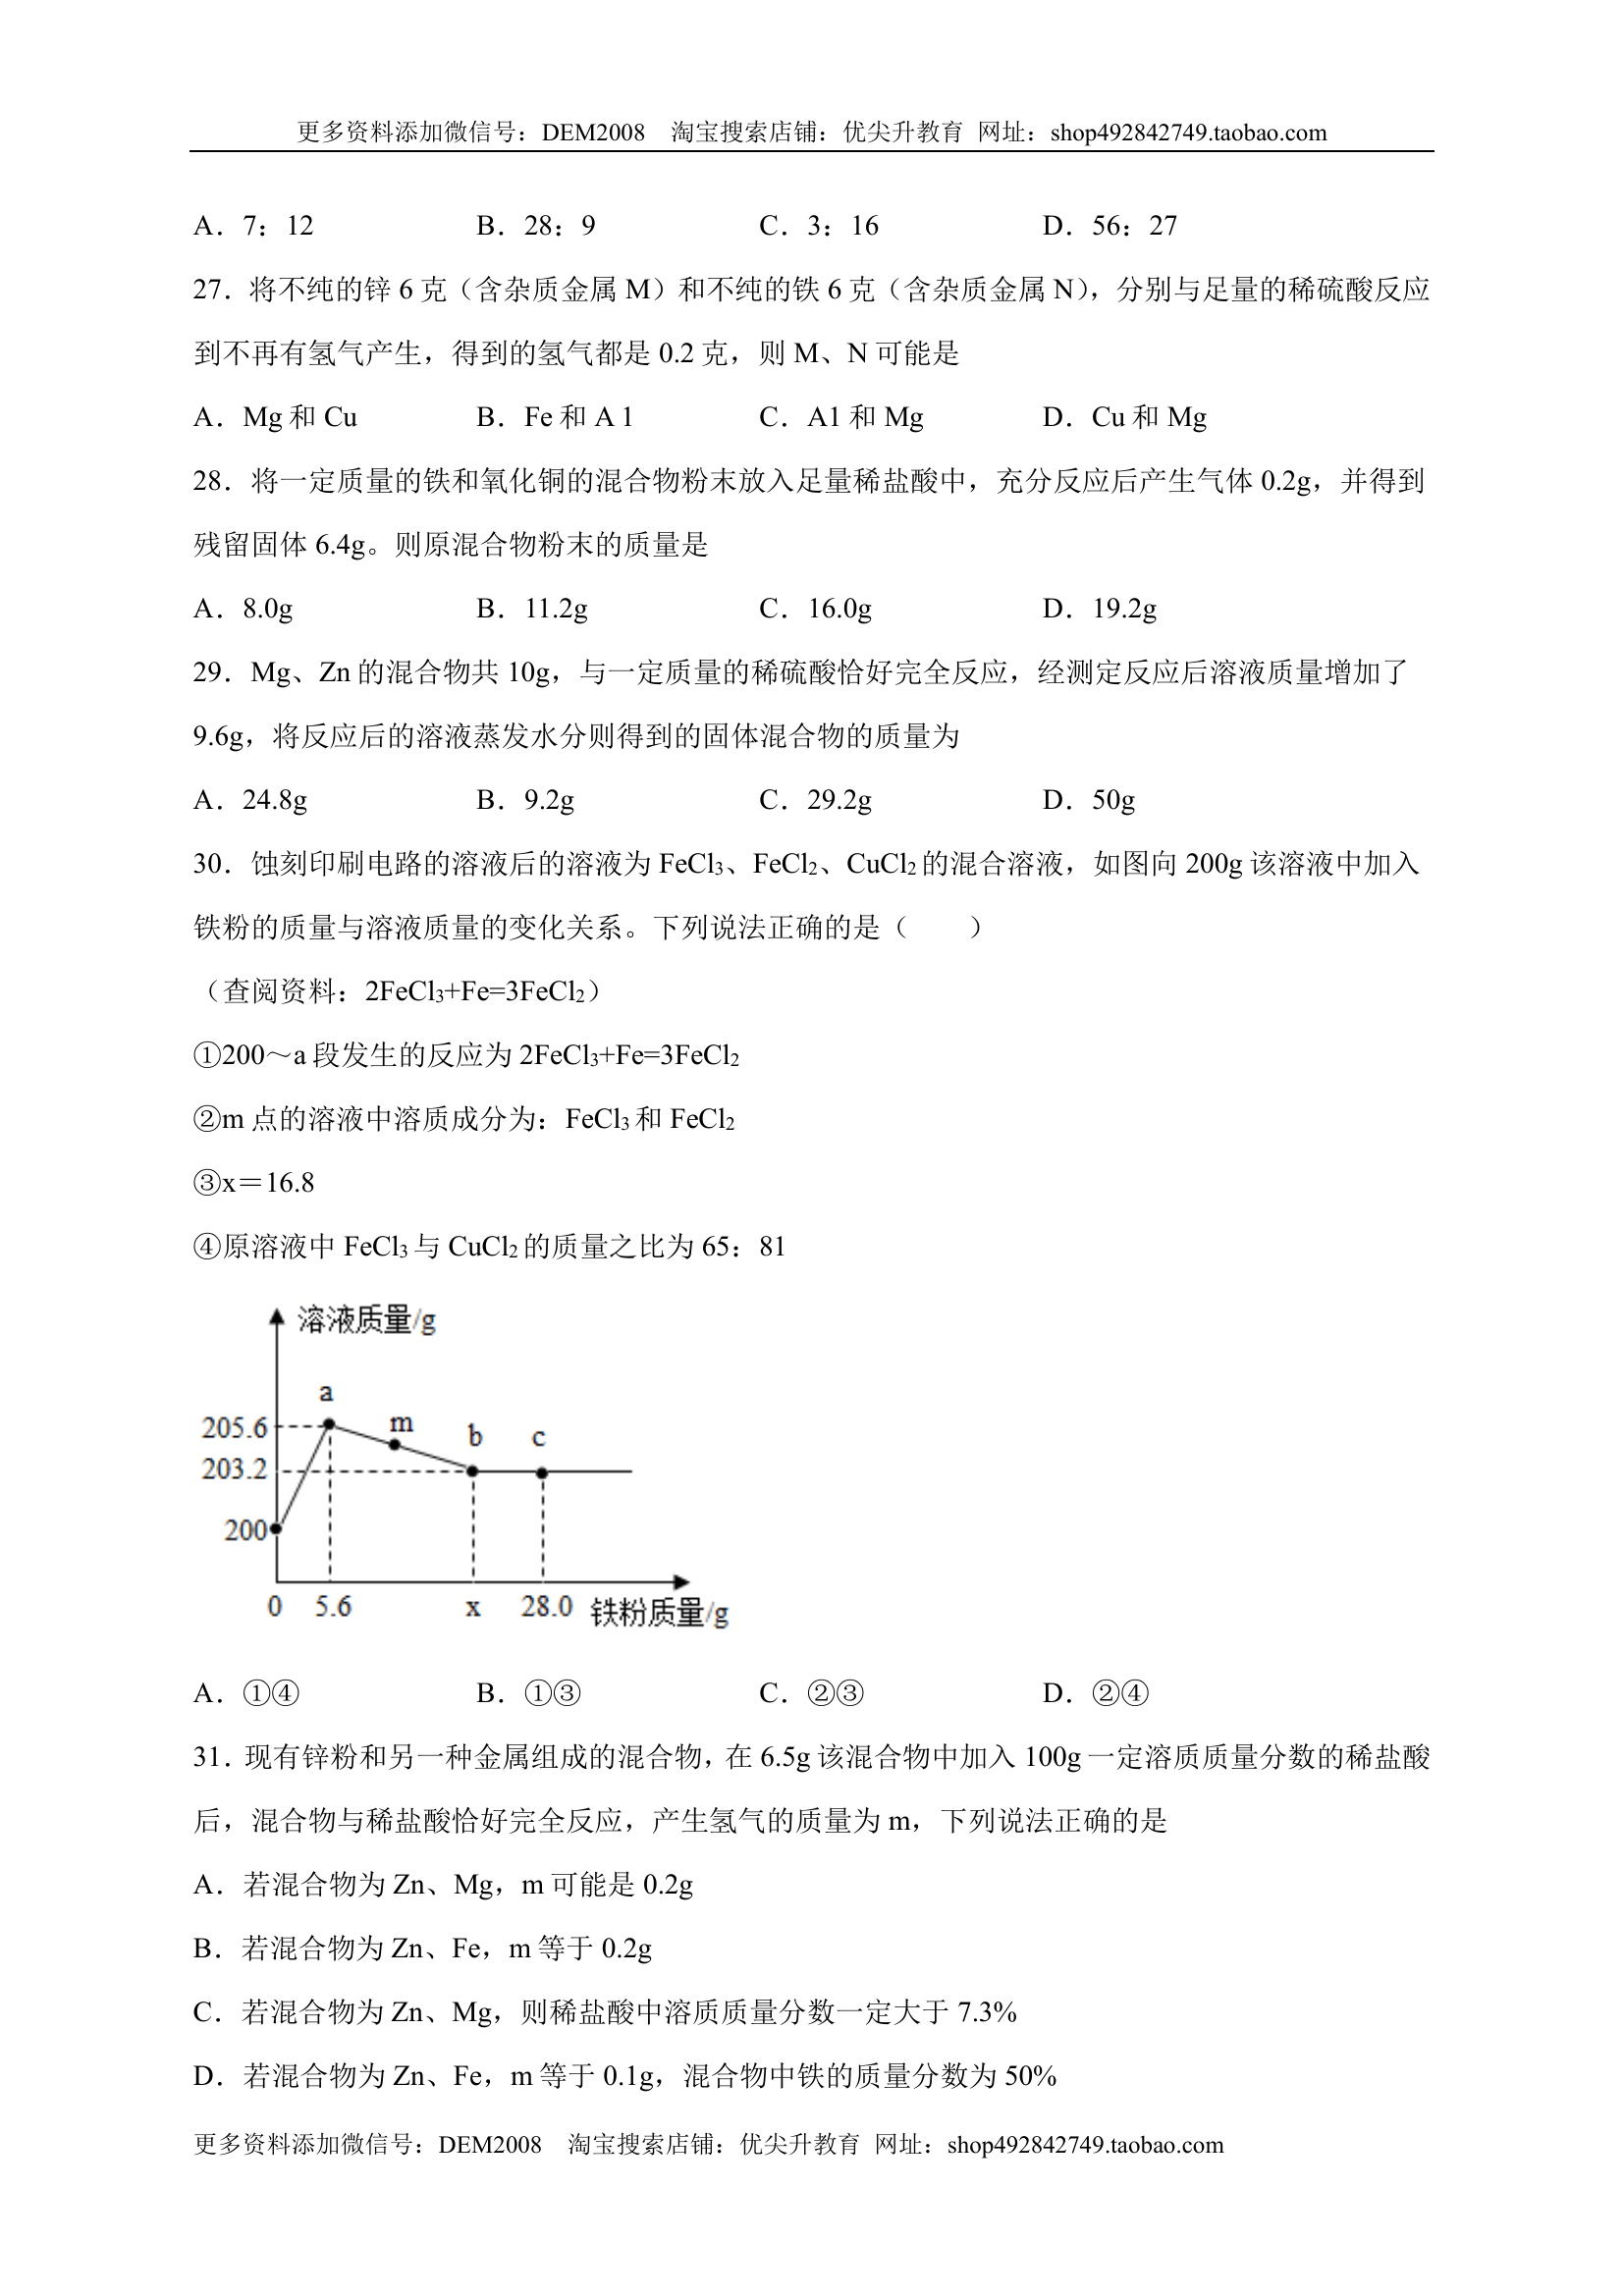 更多资料添加微信号：DEM2008 淘宝搜索店铺：优尖升教育 网址：shop492842749.taobao.com
A．7：12 B．28：9 C．3：16 D．56：27
27．将不纯的锌 6 克（含杂质金属 M）和不纯的铁 6 克（含杂质金属 N），分别与足量的稀硫酸反应
到不再有氢气产生，得到的氢气都是 0.2 克，则 M、N 可能是
A．Mg 和 Cu B．Fe 和 A l C．A1 和 Mg D．Cu 和 Mg
28．将一定质量的铁和氧化铜的混合物粉末放入足量稀盐酸中，充分反应后产生气体 0.2g，并得到
残留固体 6.4g。则原混合物粉末的质量是
A．8.0g B．11.2g C．16.0g D．19.2g
29．Mg、Zn 的混合物共 10g，与一定质量的稀硫酸恰好完全反应，经测定反应后溶液质量增加了
9.6g，将反应后的溶液蒸发水分则得到的固体混合物的质量为
A．24.8g B．9.2g C．29.2g D．50g
30．蚀刻印刷电路的溶液后的溶液为 FeCl₃、FeCl₂、CuCl₂ 的混合溶液，如图向 200g 该溶液中加入
铁粉的质量与溶液质量的变化关系。下列说法正确的是（　　）
（查阅资料：2FeCl₃+Fe=3FeCl₂）
①200～a 段发生的反应为 2FeCl₃+Fe=3FeCl₂
②m 点的溶液中溶质成分为：FeCl₃ 和 FeCl₂
③x＝16.8
④原溶液中 FeCl₃ 与 CuCl₂ 的质量之比为 65：81
溶液质量/g
a
205.6 m b c
203.2
200
0 5.6 x 28.0 铁粉质量/g
A．①④ B．①③ C．②③ D．②④
31．现有锌粉和另一种金属组成的混合物，在 6.5g 该混合物中加入 100g 一定溶质质量分数的稀盐酸
后，混合物与稀盐酸恰好完全反应，产生氢气的质量为 m，下列说法正确的是
A．若混合物为 Zn、Mg，m 可能是 0.2g
B．若混合物为 Zn、Fe，m 等于 0.2g
C．若混合物为 Zn、Mg，则稀盐酸中溶质质量分数一定大于 7.3%
D．若混合物为 Zn、Fe，m 等于 0.1g，混合物中铁的质量分数为 50%
更多资料添加微信号：DEM2008 淘宝搜索店铺：优尖升教育 网址：shop492842749.taobao.com